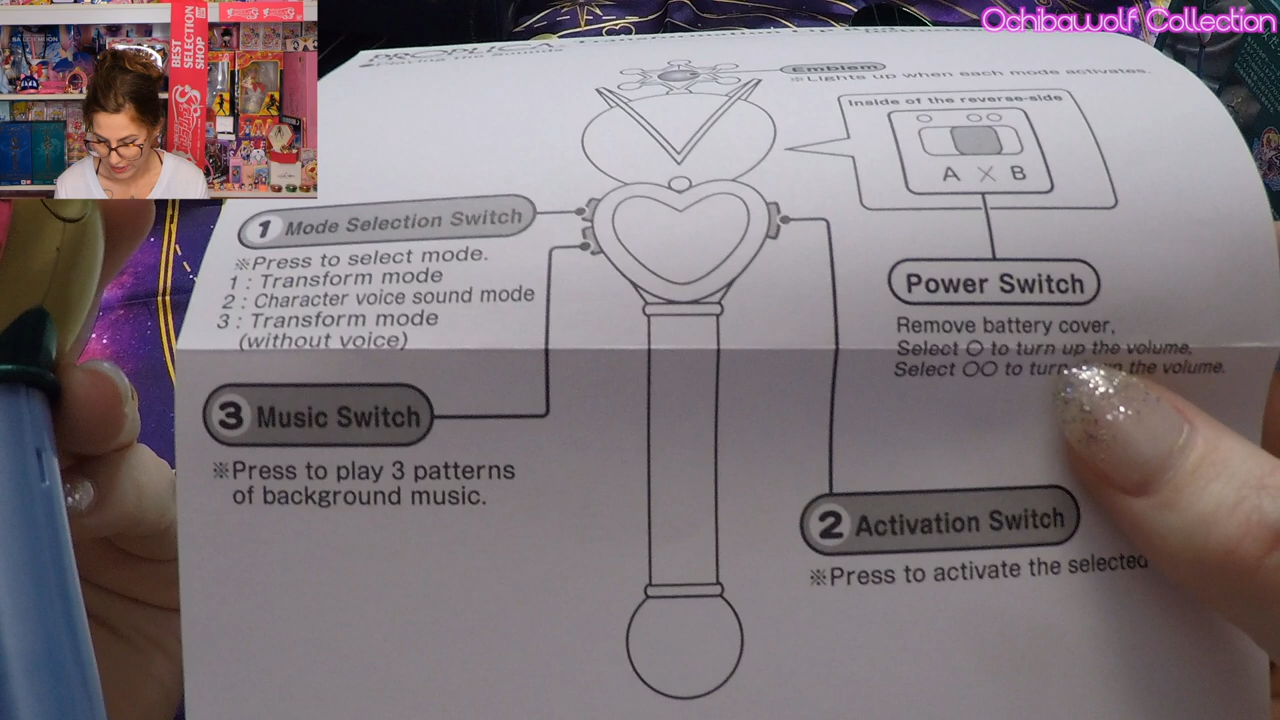 Ochibawolf Collection
BEST SELECTION SHOP
PROPLICA
Emblem
※Lights up when each mode activates.
Inside of the reverse-side
A X B
1 Mode Selection Switch
※Press to select mode.
1 : Transform mode
2 : Character voice sound mode
3 : Transform mode
(without voice)
Power Switch
Remove battery cover,
Select ○ to turn up the volume,
Select ○○ to turn the volume.
3 Music Switch
※Press to play 3 patterns
of background music.
2 Activation Switch
※Press to activate the selected